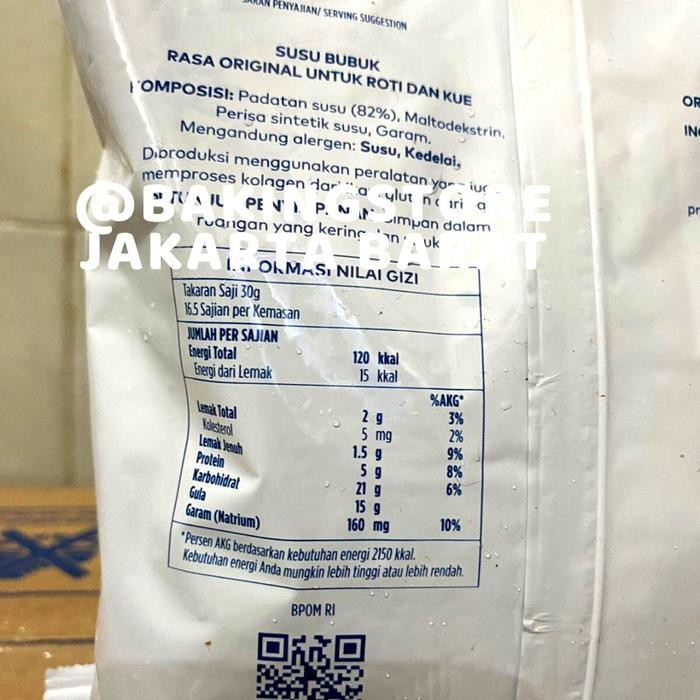 PENYAJIAN/ SERVING SUGGESTION
SUSU BUBUK
RASA ORIGINAL UNTUK ROTI DAN KUE
KOMPOSISI: Padatan susu (82%), Maltodekstrin,
Perisa sintetik susu, Garam.
Mengandung alergen: Susu, Kedelai.
Diproduksi menggunakan peralatan yang
memproses kolagen dari
@BAKINGSTORE
JAKARTA BARAT
PETUNJUK PENYIMPANAN: Simpan dalam
ruangan yang kering dan
INFORMASI NILAI GIZI
Takaran Saji 30g
16.5 Sajian per Kemasan
JUMLAH PER SAJIAN
Energi Total 120 kkal
Energi dari Lemak 15 kkal
%AKG*
Lemak Total 2 g 3%
Kolesterol 5 mg 2%
Lemak Jenuh 1.5 g 9%
Protein 5 g 8%
Karbohidrat 21 g 6%
Gula 15 g
Garam (Natrium) 160 mg 10%
*Persen AKG berdasarkan kebutuhan energi 2150 kkal.
Kebutuhan energi Anda mungkin lebih tinggi atau lebih rendah.
BPOM RI